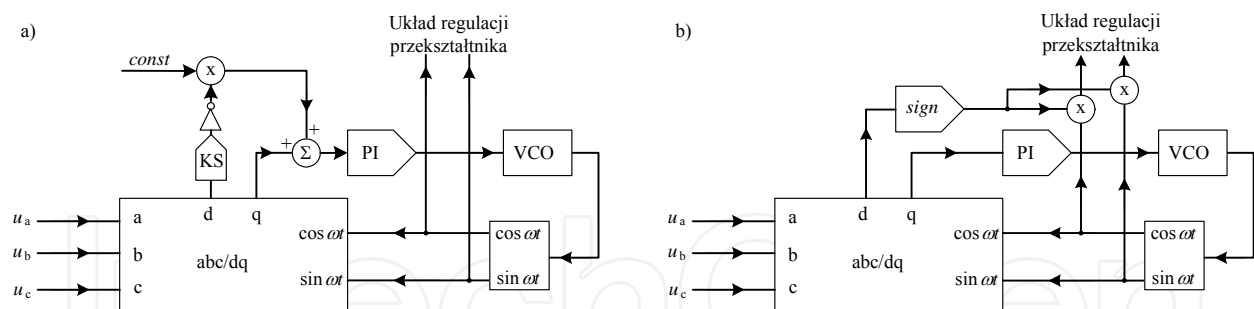 a)
Układ regulacji
przekształtnika
const
x
+
+
Σ
KS
PI
VCO
d
q
u_a
a
cos ωt
cos ωt
u_b
b
abc/dq
u_c
c
sin ωt
sin ωt
b)
Układ regulacji
przekształtnika
sign
x
x
PI
VCO
d
q
u_a
a
cos ωt
cos ωt
u_b
b
abc/dq
u_c
c
sin ωt
sin ωt